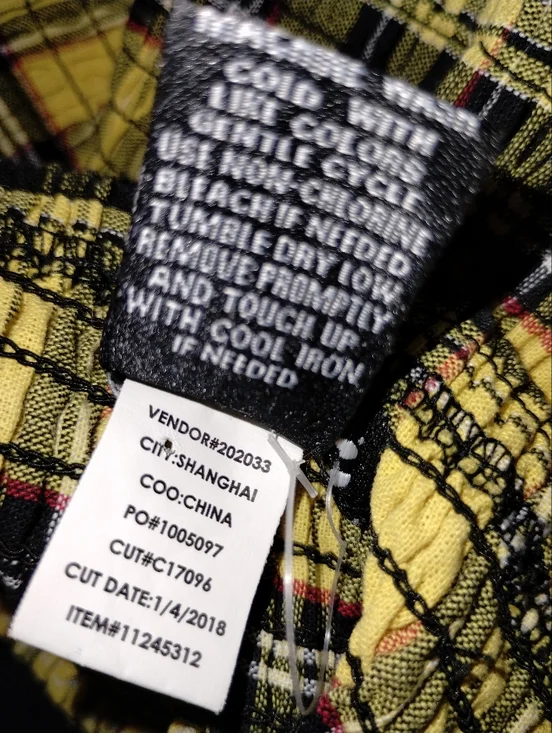 MACHINE WASH
COLD WITH
LIKE COLORS
GENTLE CYCLE.
USE NON-CHLORINE
BLEACH IF NEEDED
TUMBLE DRY LOW.
REMOVE PROMPTLY
AND TOUCH UP
WITH COOL IRON,
IF NEEDED
VENDOR#202033
CITY:SHANGHAI
COO:CHINA
PO#1005097
CUT#C17096
CUT DATE:1/4/2018
ITEM#11245312